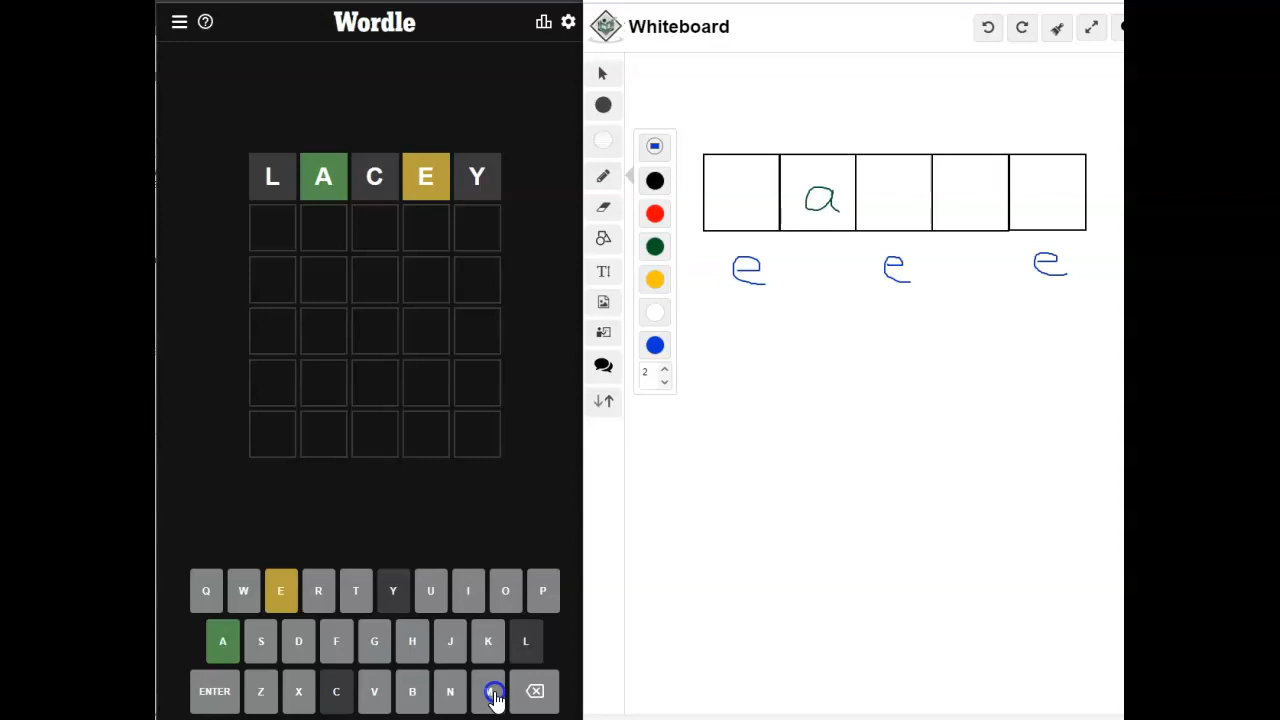 Wordle
Whiteboard
L A C E Y
a
e e e
2
Q W E R T Y U I O P
A S D F G H J K L
ENTER Z X C V B N